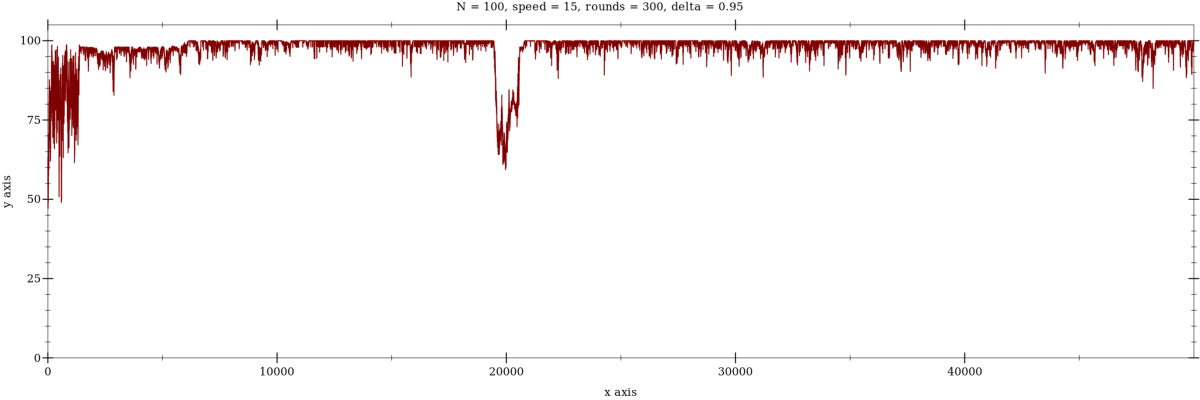 N = 100, speed = 15, rounds = 300, delta = 0.95
100
75
50
25
0
y axis
0 10000 20000 30000 40000
x axis